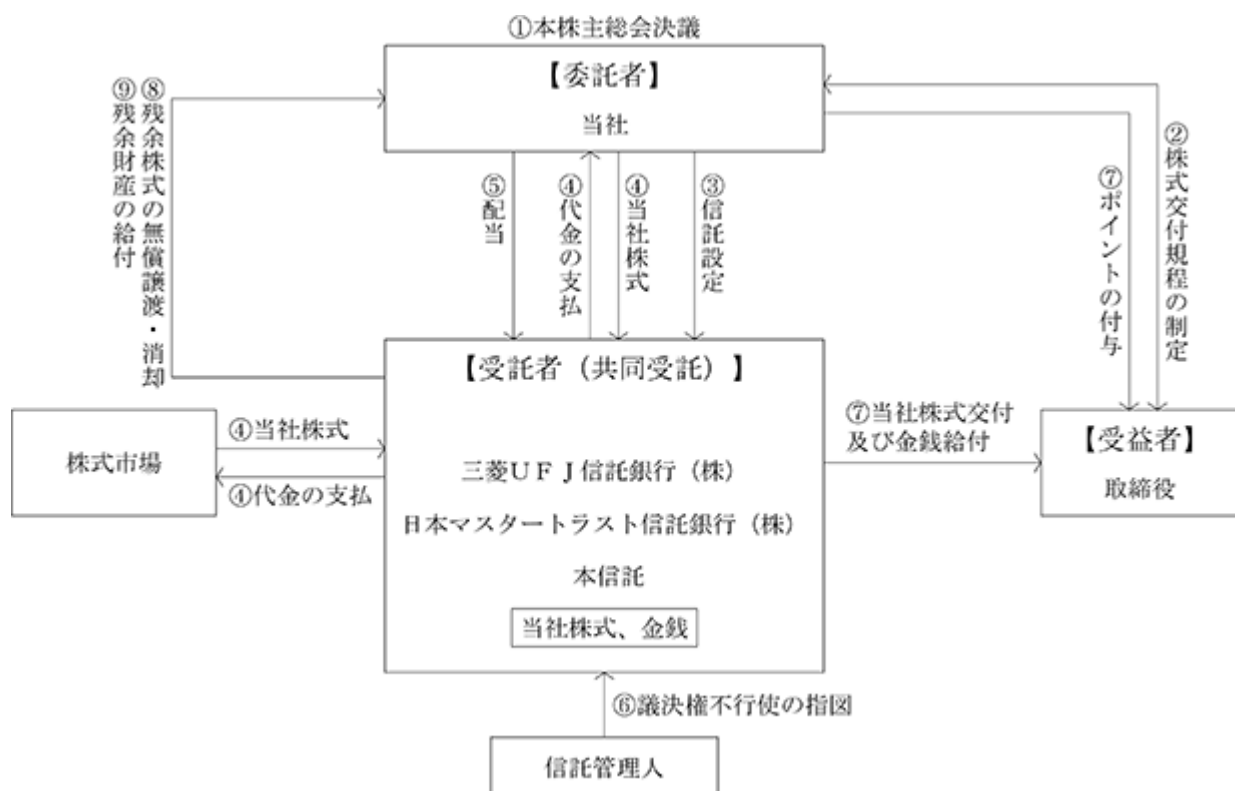 ①本株主総会決議
【委託者】
当社
⑨残余財産の給付
⑧残余株式の無償譲渡・消却
⑤配当
④代金の支払
④当社株式
③信託設定
⑦ポイントの付与
②株式交付規程の制定
【受託者（共同受託）】
三菱ＵＦＪ信託銀行（株）
日本マスタートラスト信託銀行（株）
本信託
当社株式、金銭
株式市場
④当社株式
④代金の支払
⑦当社株式交付
及び金銭給付
【受益者】
取締役
⑥議決権不行使の指図
信託管理人